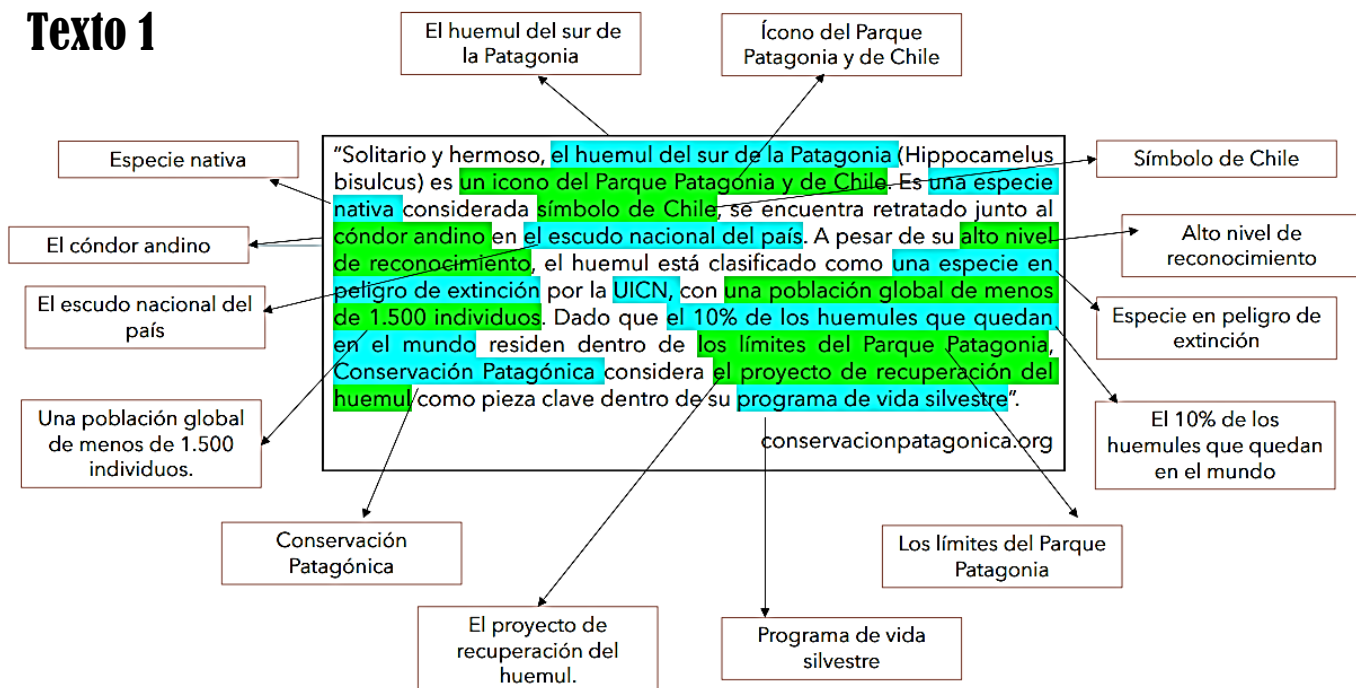 Texto 1
El huemul del sur de
la Patagonia
Ícono del Parque
Patagonia y de Chile
Especie nativa
Símbolo de Chile
El cóndor andino
Alto nivel de
reconocimiento
El escudo nacional del
país
Especie en peligro de
extinción
"Solitario y hermoso, el huemul del sur de la Patagonia (Hippocamelus
bisulcus) es un icono del Parque Patagonia y de Chile. Es una especie
nativa considerada símbolo de Chile, se encuentra retratado junto al
cóndor andino en el escudo nacional del país. A pesar de su alto nivel
de reconocimiento, el huemul está clasificado como una especie en
peligro de extinción por la UICN, con una población global de menos
de 1.500 individuos. Dado que el 10% de los huemules que quedan
en el mundo residen dentro de los límites del Parque Patagonia,
Conservación Patagónica considera el proyecto de recuperación del
huemul como pieza clave dentro de su programa de vida silvestre".
conservacionpatagonica.org
Una población global
de menos de 1.500
individuos.
El 10% de los
huemules que quedan
en el mundo
Conservación
Patagónica
Los límites del Parque
Patagonia
El proyecto de
recuperación del
huemul.
Programa de vida
silvestre